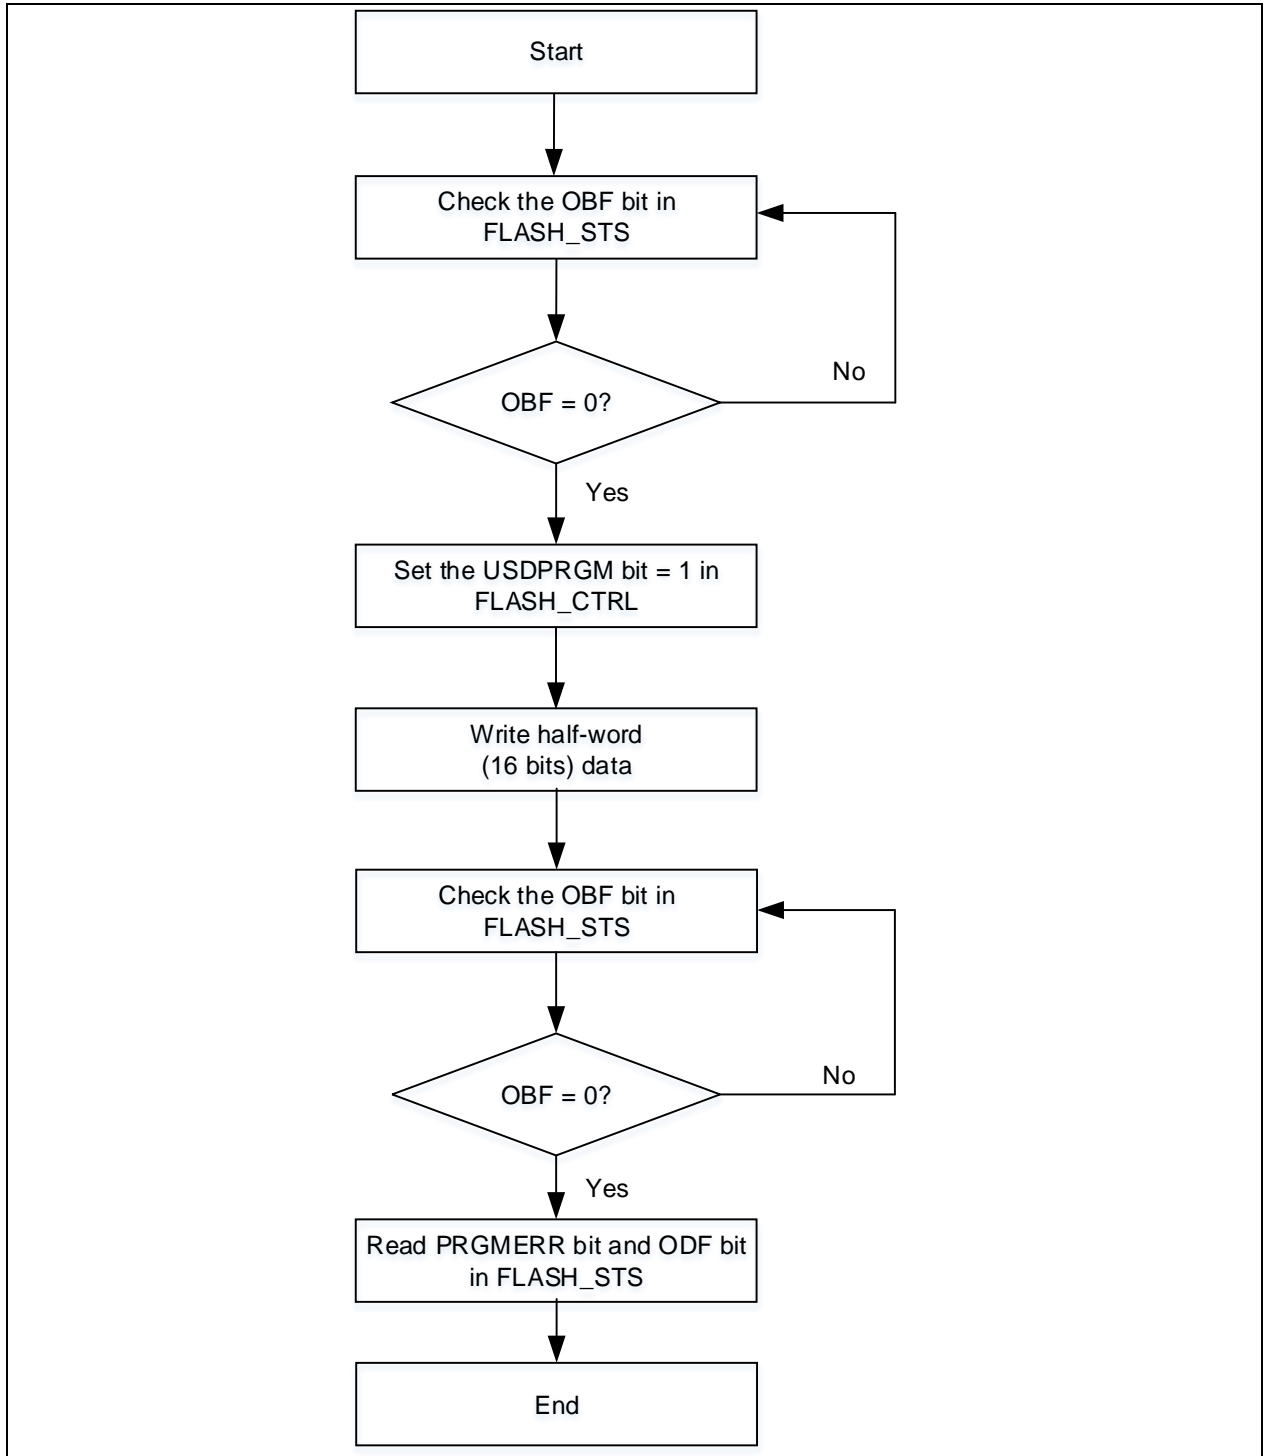 Start
Check the OBF bit in
FLASH_STS
No
OBF = 0?
Yes
Set the USDPRGM bit = 1 in
FLASH_CTRL
Write half-word
(16 bits) data
Check the OBF bit in
FLASH_STS
No
OBF = 0?
Yes
Read PRGMERR bit and ODF bit
in FLASH_STS
End